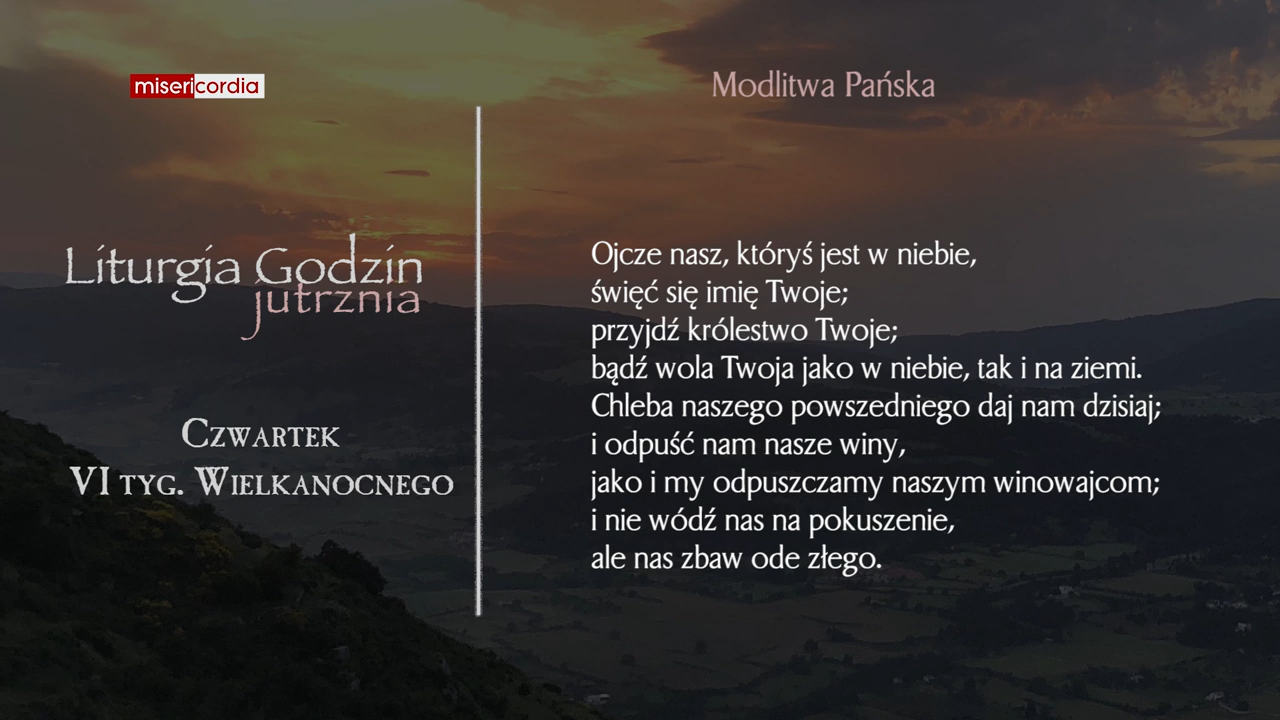 misericordia
Liturgia Godzin
jutrznia
Czwartek
VI tyg. Wielkanocnego
Modlitwa Pańska
Ojcze nasz, któryś jest w niebie,
święć się imię Twoje;
przyjdź królestwo Twoje;
bądź wola Twoja jako w niebie, tak i na ziemi.
Chleba naszego powszedniego daj nam dzisiaj;
i odpuść nam nasze winy,
jako i my odpuszczamy naszym winowajcom;
i nie wódź nas na pokuszenie,
ale nas zbaw ode złego.